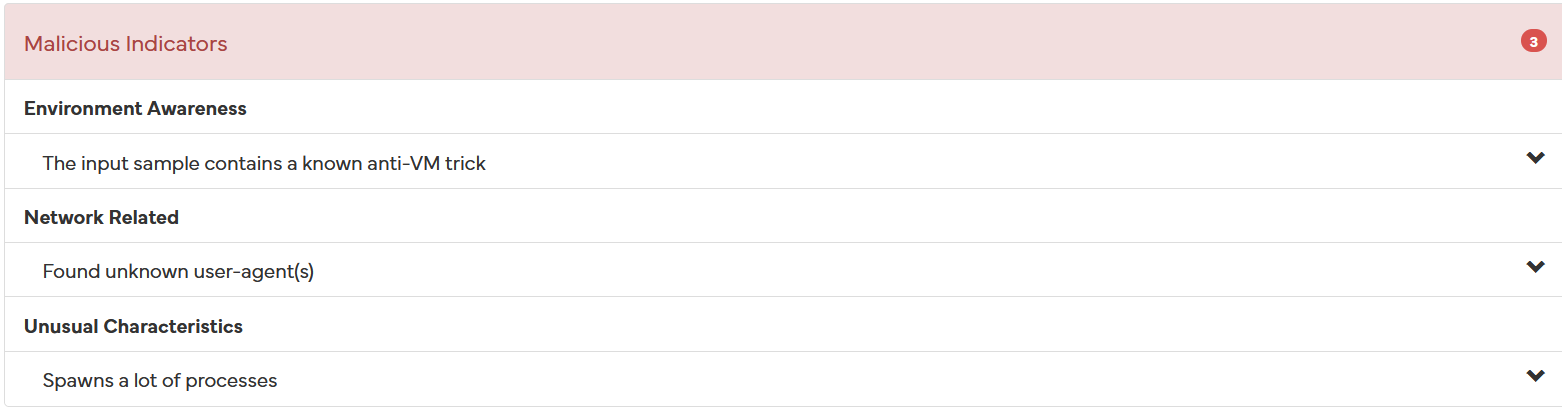 Malicious Indicators
3
Environment Awareness
The input sample contains a known anti-VM trick
Network Related
Found unknown user-agent(s)
Unusual Characteristics
Spawns a lot of processes